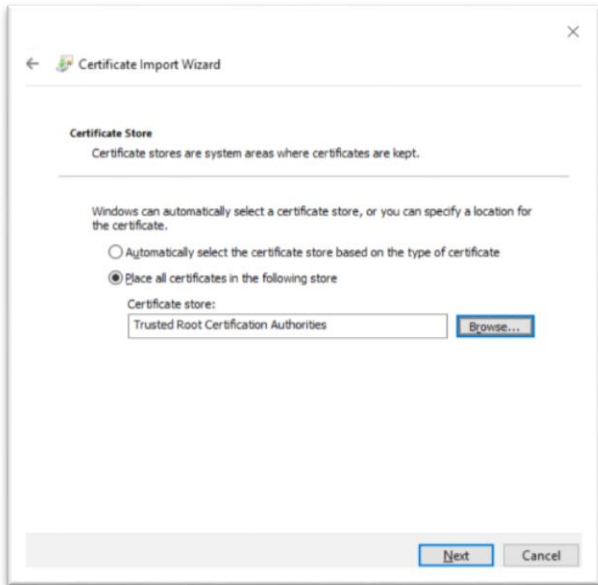 Certificate Import Wizard
Certificate Store
Certificate stores are system areas where certificates are kept.
Windows can automatically select a certificate store, or you can specify a location for
the certificate.
Automatically select the certificate store based on the type of certificate
Place all certificates in the following store
Certificate store:
Trusted Root Certification Authorities
Browse...
Next
Cancel